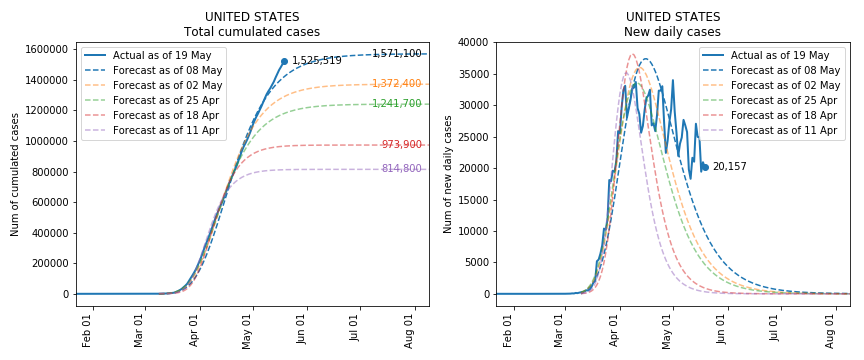 UNITED STATES
Total cumulated cases
Num of cumulated cases
1600000
1400000
1200000
1000000
800000
600000
400000
200000
0
Actual as of 19 May
Forecast as of 08 May
Forecast as of 02 May
Forecast as of 25 Apr
Forecast as of 18 Apr
Forecast as of 11 Apr
1,525,519
1,571,100
1,372,400
1,241,700
973,900
814,800
Feb 01
Mar 01
Apr 01
May 01
Jun 01
Jul 01
Aug 01
UNITED STATES
New daily cases
Num of new daily cases
40000
35000
30000
25000
20000
15000
10000
5000
0
Actual as of 19 May
Forecast as of 08 May
Forecast as of 02 May
Forecast as of 25 Apr
Forecast as of 18 Apr
Forecast as of 11 Apr
20,157
Feb 01
Mar 01
Apr 01
May 01
Jun 01
Jul 01
Aug 01